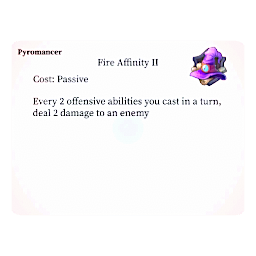 Pyromancer
Fire Affinity II
Cost: Passive
Every 2 offensive abilities you cast in a turn,
deal 2 damage to an enemy